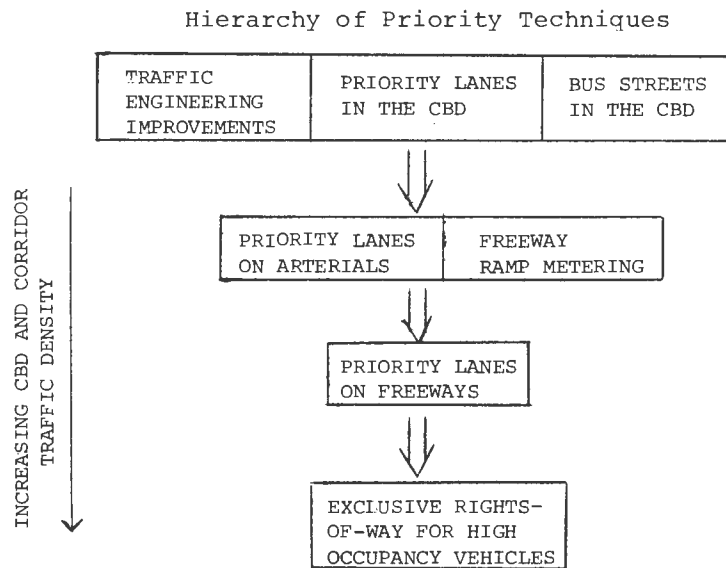 Hierarchy of Priority Techniques
TRAFFIC
ENGINEERING
IMPROVEMENTS
PRIORITY LANES
IN THE CBD
BUS STREETS
IN THE CBD
INCREASING CBD AND CORRIDOR
TRAFFIC DENSITY
PRIORITY LANES
ON ARTERIALS
FREEWAY
RAMP METERING
PRIORITY LANES
ON FREEWAYS
EXCLUSIVE RIGHTS-
OF-WAY FOR HIGH
OCCUPANCY VEHICLES